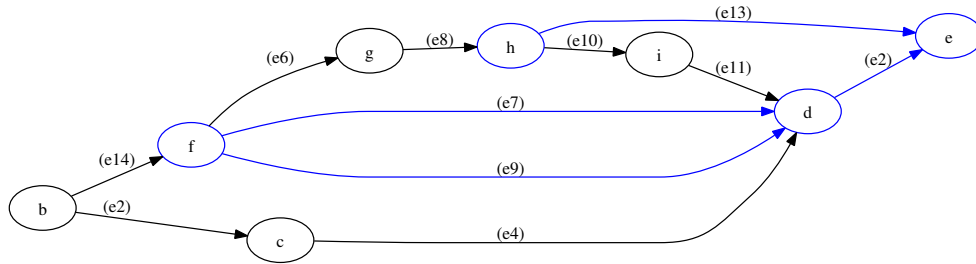 (e13)
e
(e8)
h
(e10)
g
i
(e6)
(e2)
(e11)
(e7)
d
f
(e14)
(e9)
b
(e2)
c
(e4)